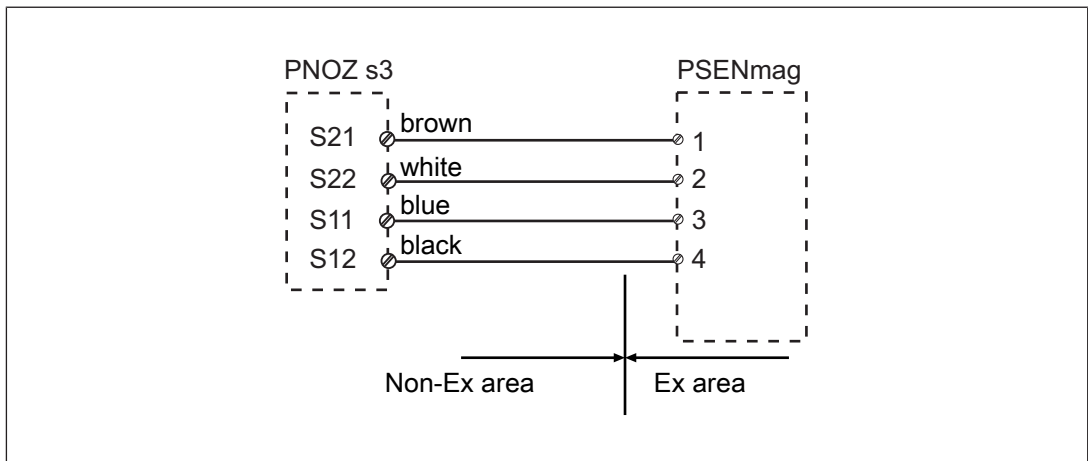 PNOZ s3 PSENmag
S21 brown 1
S22 white 2
S11 blue 3
S12 black 4
Non-Ex area Ex area